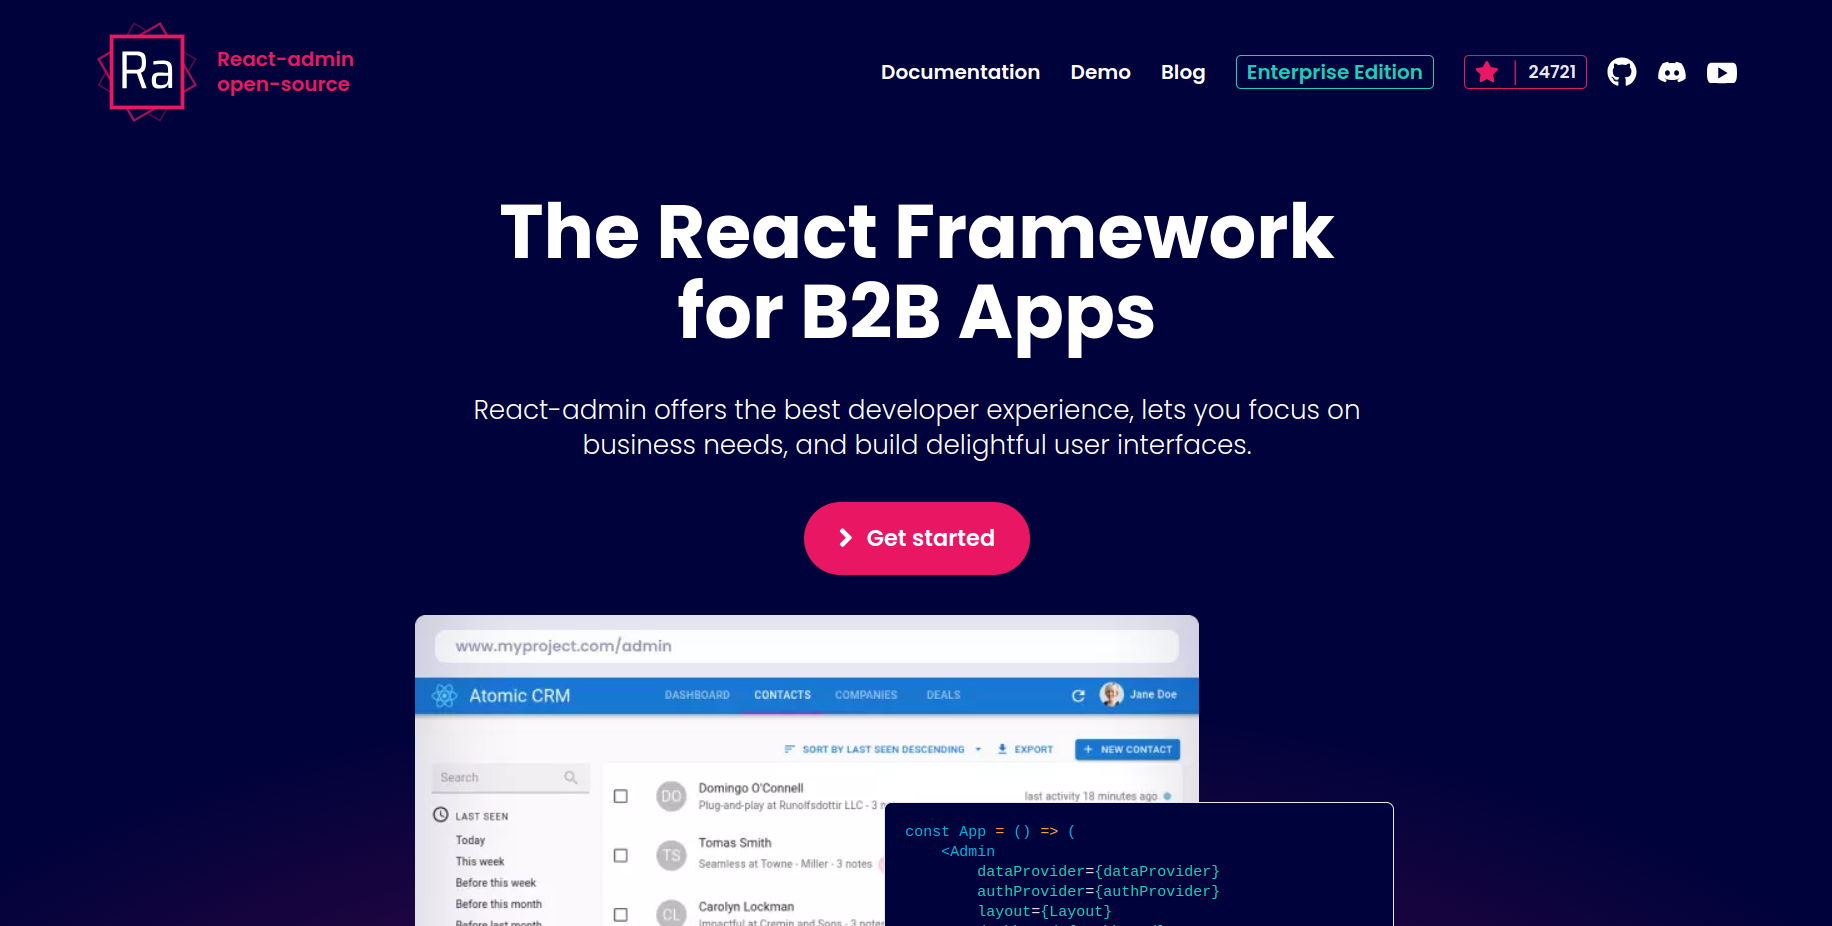 Ra
React-admin
open-source
Documentation Demo Blog Enterprise Edition 24721
The React Framework
for B2B Apps
React-admin offers the best developer experience, lets you focus on
business needs, and build delightful user interfaces.
Get started
www.myproject.com/admin
Atomic CRM DASHBOARD CONTACTS COMPANIES DEALS Jane Doe
SORT BY LAST SEEN DESCENDING EXPORT + NEW CONTACT
Search
LAST SEEN
Today
This week
Before this week
Before this month
Before last month
DO Domingo O'Connell
Plug-and-play at Runolfsdottir LLC - 3 n
last activity 18 minutes ago
TS Tomas Smith
Seamless at Towne - Miller - 3 notes
CL Carolyn Lockman
Impactful at Cremin and Sons - 3 notes
const App = () => (
<Admin
dataProvider={dataProvider}
authProvider={authProvider}
layout={Layout}